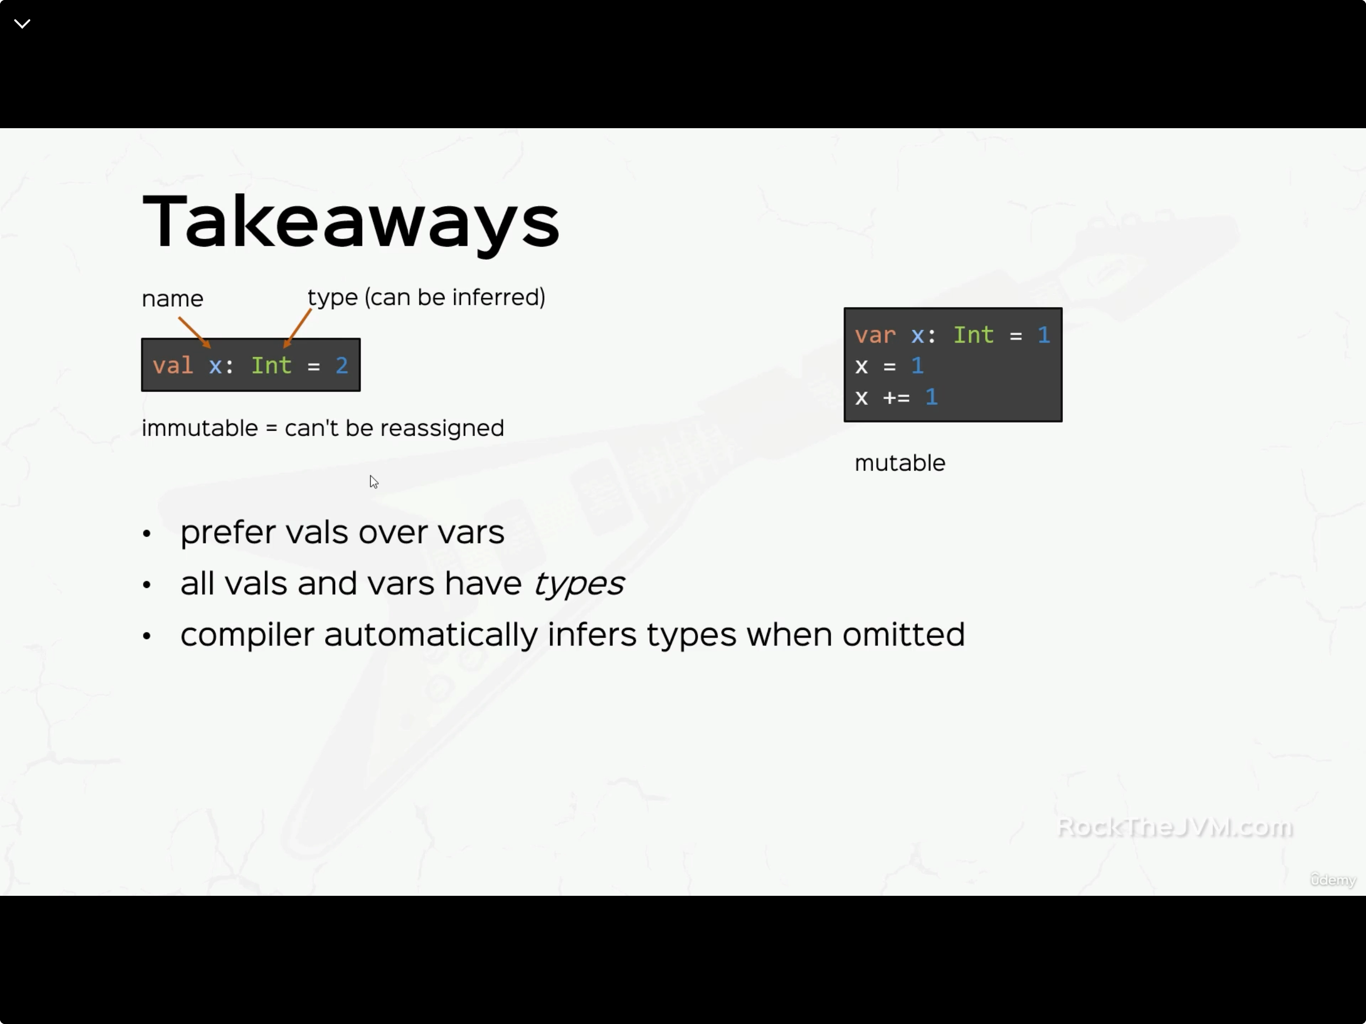 Takeaways
name
type (can be inferred)
val x: Int = 2
immutable = can't be reassigned
var x: Int = 1
x = 1
x += 1
mutable
• prefer vals over vars
• all vals and vars have types
• compiler automatically infers types when omitted
RockTheJVM.com
ûdemy